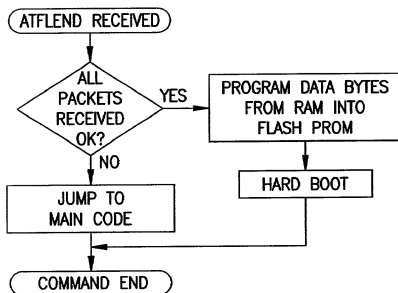 ATFLEND RECEIVED
ALL
PACKETS
RECEIVED
OK?
YES
PROGRAM DATA BYTES
FROM RAM INTO
FLASH PROM
NO
HARD BOOT
JUMP TO
MAIN CODE
COMMAND END